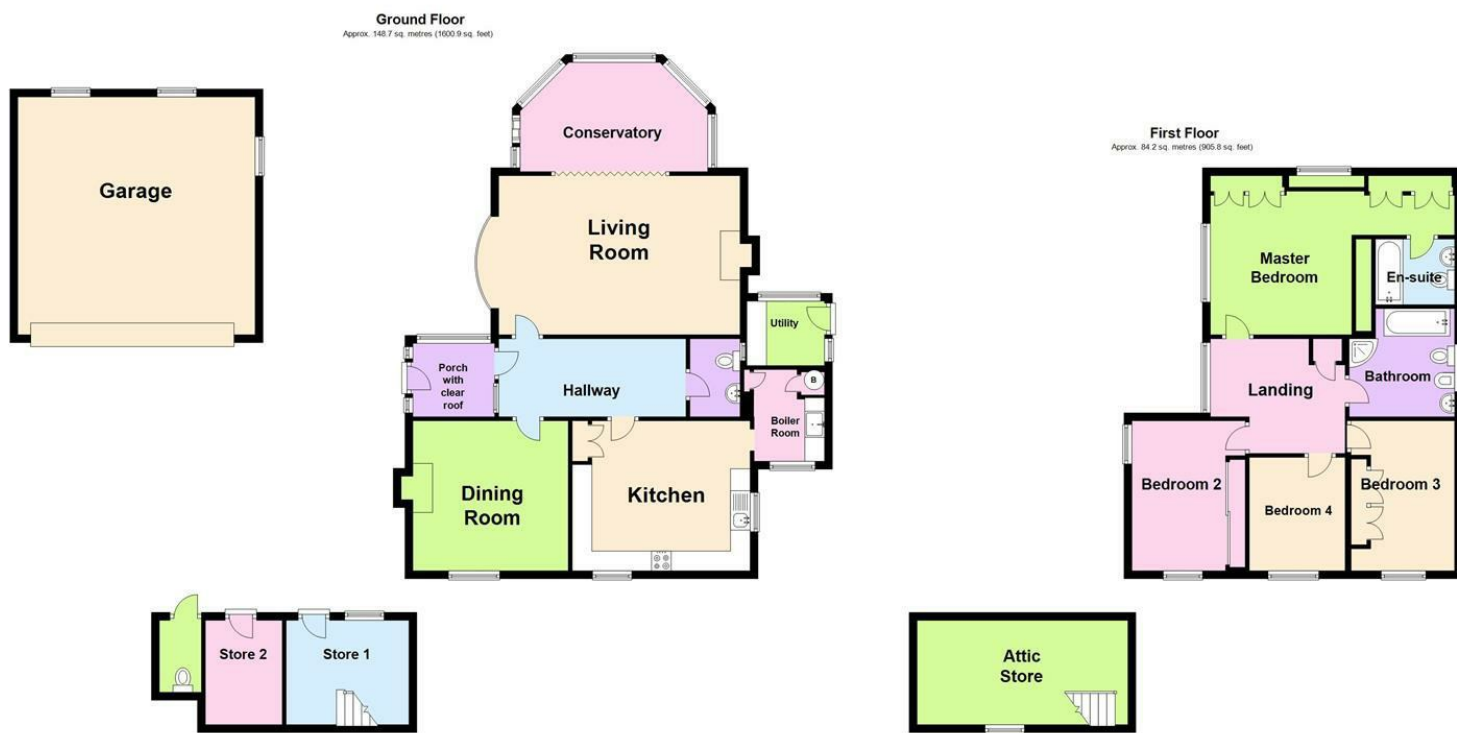 Ground Floor
Approx. 148.7 sq. metres (1600.9 sq. feet)
Garage
Conservatory
Living
Room
Utility
Porch
with
clear
roof
Hallway
B
Boiler
Room
Dining
Room
Kitchen
Store 2
Store 1
First Floor
Approx. 84.2 sq. metres (905.8 sq. feet)
Master
Bedroom
En-suite
Bathroom
Landing
Bedroom 2
Bedroom 4
Bedroom 3
Attic
Store